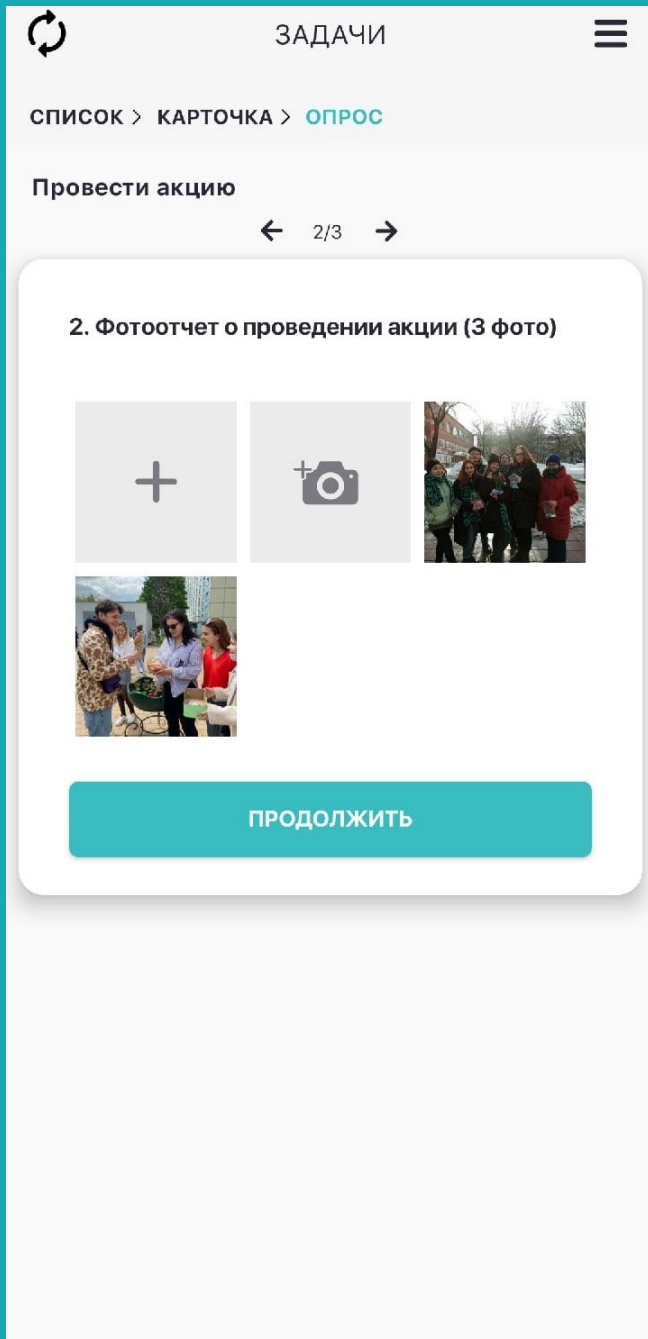 ЗАДАЧИ
СПИСОК > КАРТОЧКА > ОПРОС
Провести акцию
← 2/3 →
2. Фотоотчет о проведении акции (3 фото)
ПРОДОЛЖИТЬ